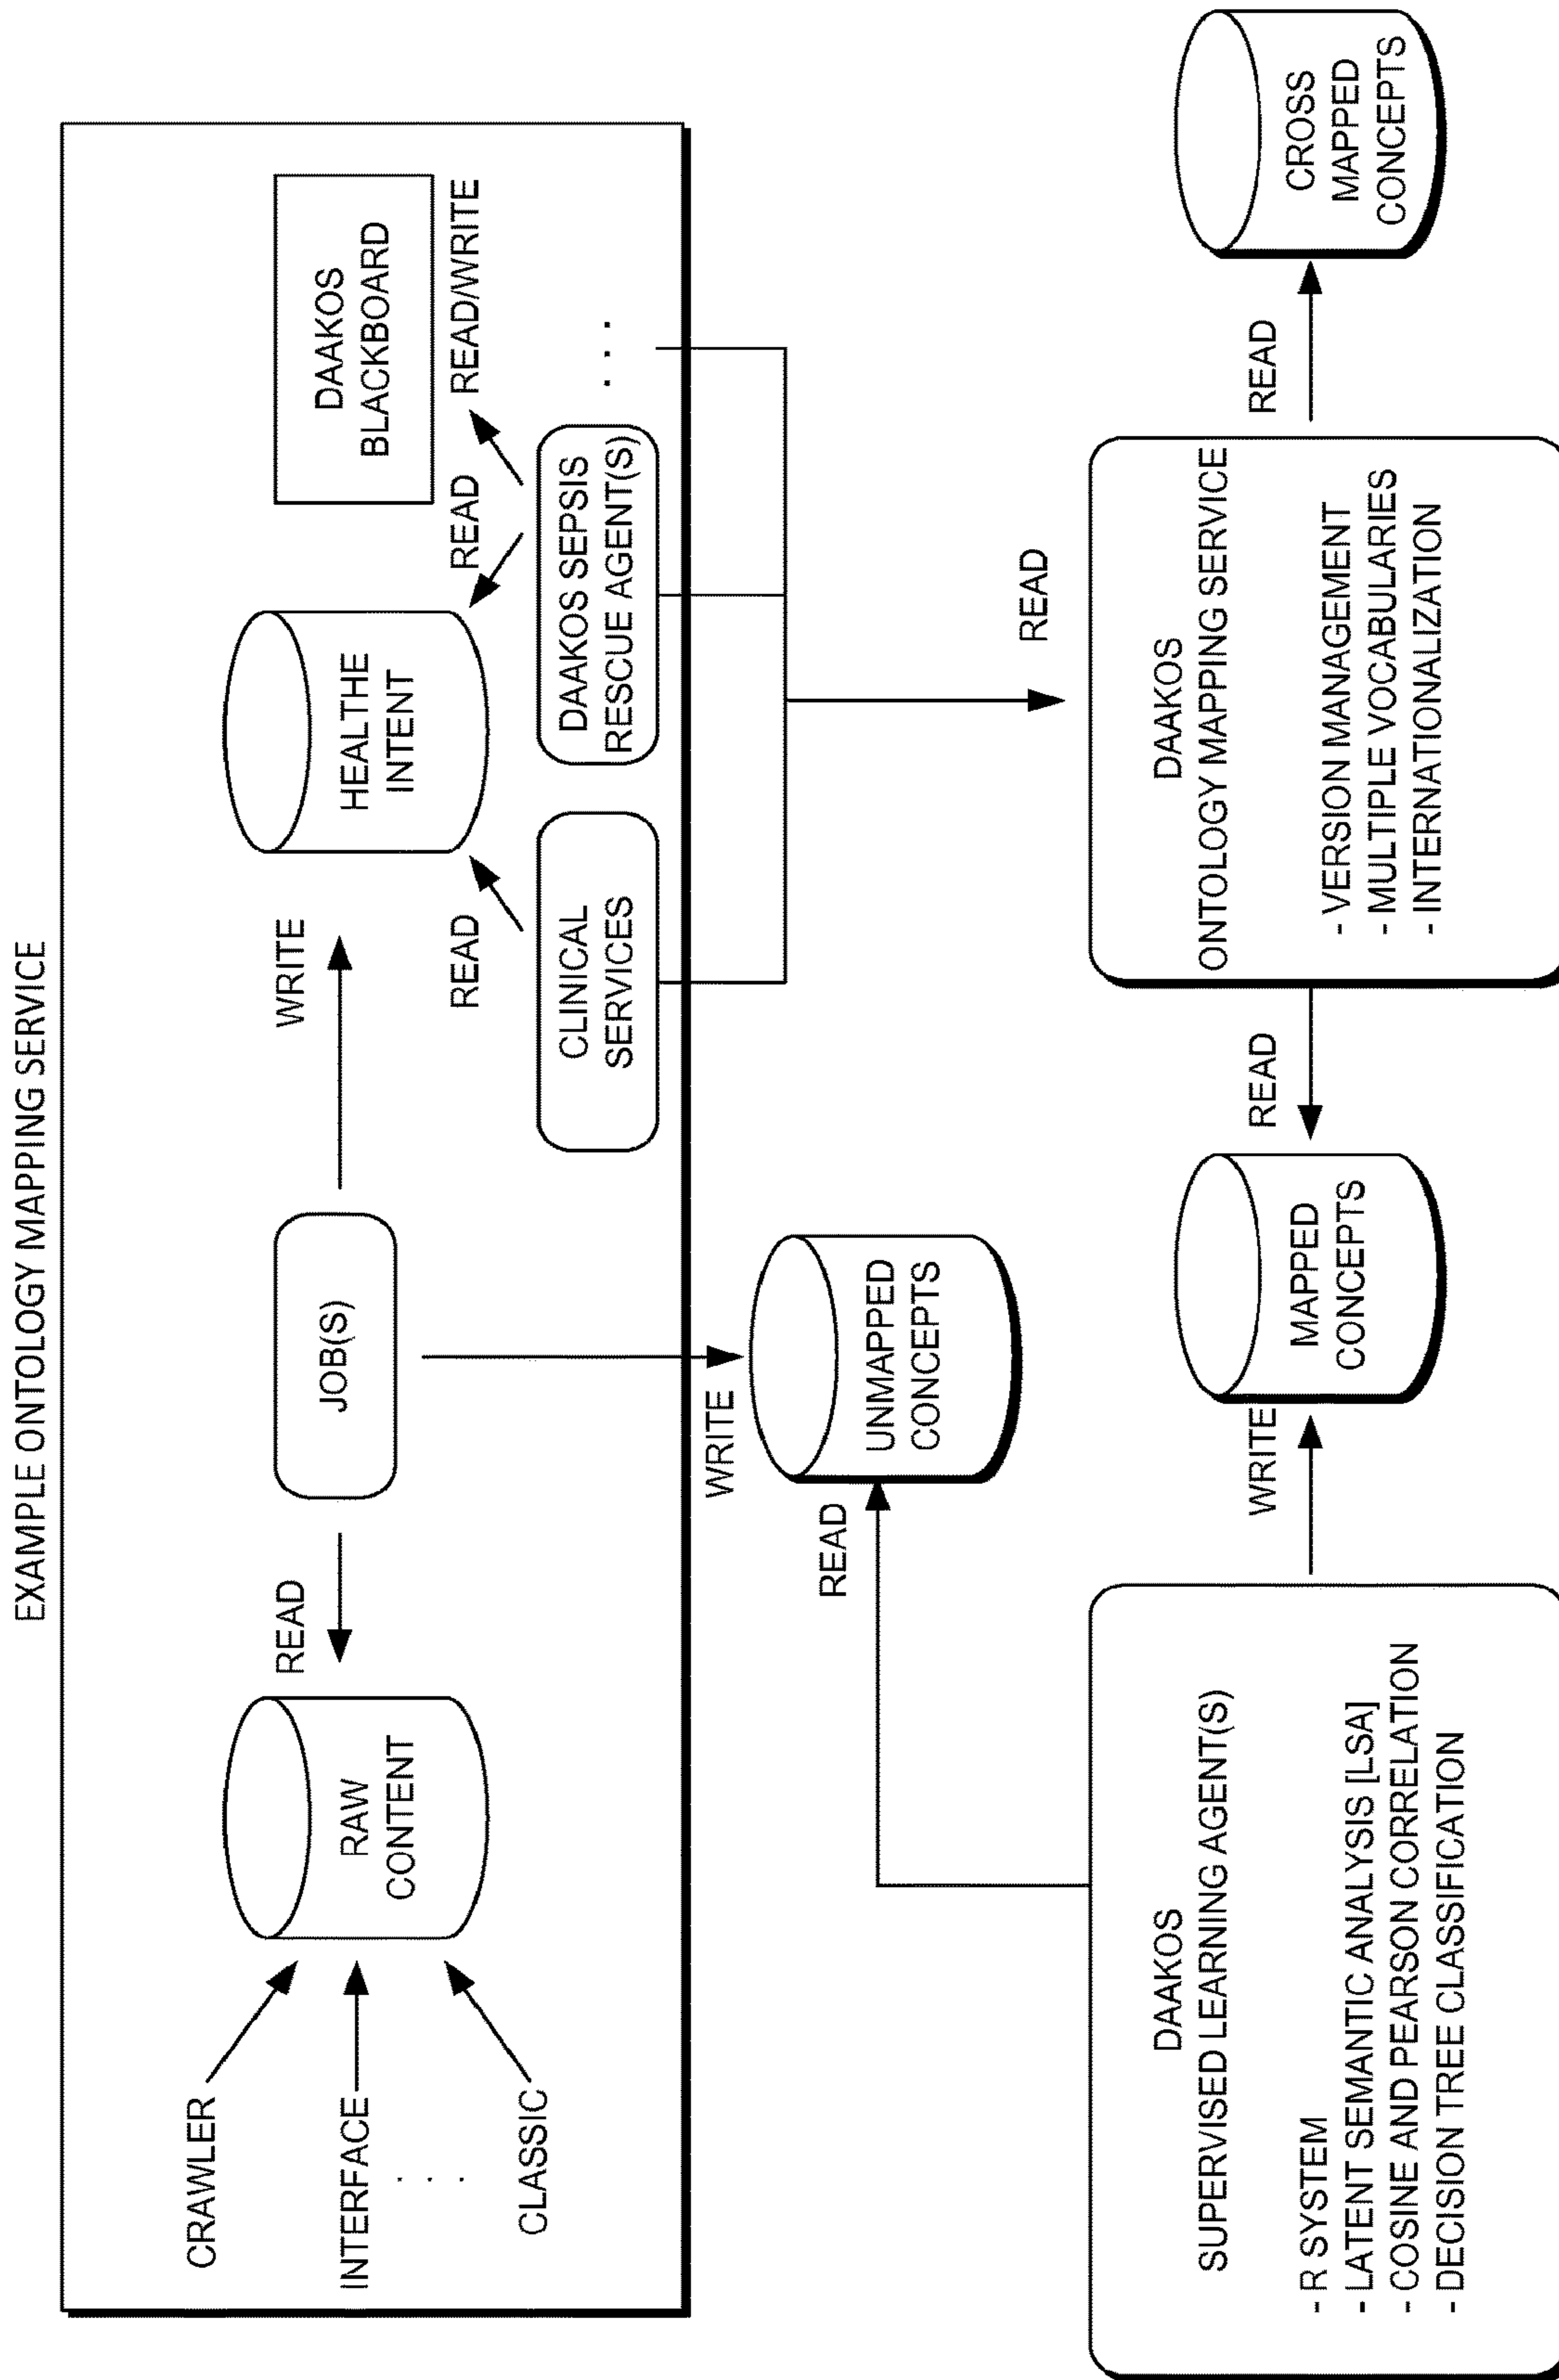 EXAMPLE ONTOLOGY MAPPING SERVICE
CRAWLER
INTERFACE
. . .
CLASSIC
RAW
CONTENT
READ
JOB(S)
WRITE
HEALTHE
INTENT
DAAKOS
BLACKBOARD
READ
READ
READ/WRITE
CLINICAL
SERVICES
DAAKOS SEPSIS
RESCUE AGENT(S)
. . .
WRITE
UNMAPPED
CONCEPTS
READ
READ
DAAKOS
SUPERVISED LEARNING AGENT(S)
- R SYSTEM
- LATENT SEMANTIC ANALYSIS [LSA]
- COSINE AND PEARSON CORRELATION
- DECISION TREE CLASSIFICATION
WRITE
MAPPED
CONCEPTS
READ
DAAKOS
ONTOLOGY MAPPING SERVICE
- VERSION MANAGEMENT
- MULTIPLE VOCABULARIES
- INTERNATIONALIZATION
READ
CROSS
MAPPED
CONCEPTS